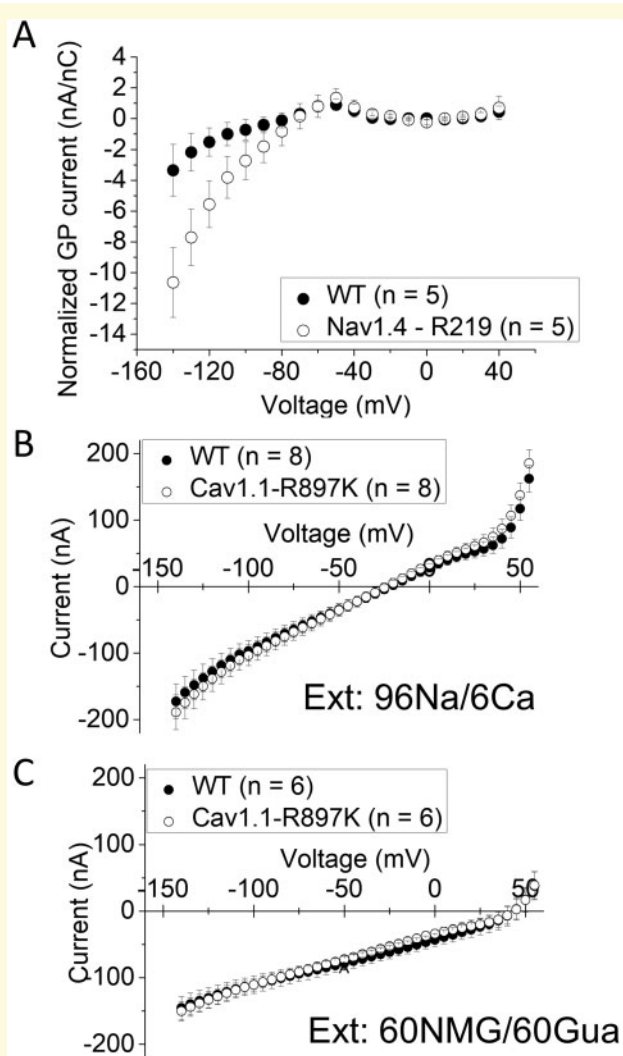 A
Normalized GP current (nA/nC)
4
2
0
-2
-4
-6
-8
-10
-12
-14
WT (n = 5)
Nav1.4 - R219 (n = 5)
-160 -120 -80 -40 0 40
Voltage (mV)
B
Current (nA)
200
100
0
-100
-200
WT (n = 8)
Cav1.1-R897K (n = 8)
Voltage (mV)
-150 -100 -50 0 50
Ext: 96Na/6Ca
C
Current (nA)
200
100
0
-100
-200
WT (n = 6)
Cav1.1-R897K (n = 6)
Voltage (mV)
-150 -100 -50 0 50
Ext: 60NMG/60Gua